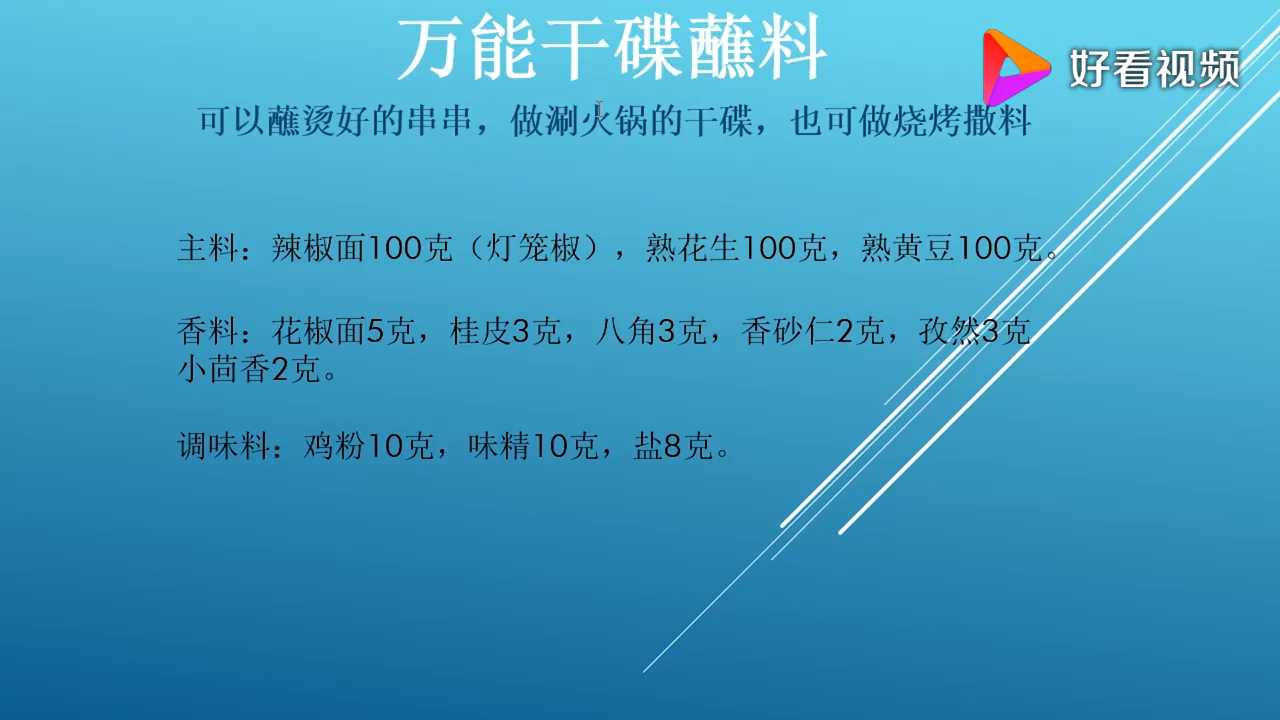 万能干碟蘸料
好看视频
可以蘸烫好的串串，做涮火锅的干碟，也可做烧烤撒料
主料：辣椒面100克（灯笼椒），熟花生100克，熟黄豆100克。
香料：花椒面5克，桂皮3克，八角3克，香砂仁2克，孜然3克
小茴香2克。
调味料：鸡粉10克，味精10克，盐8克。